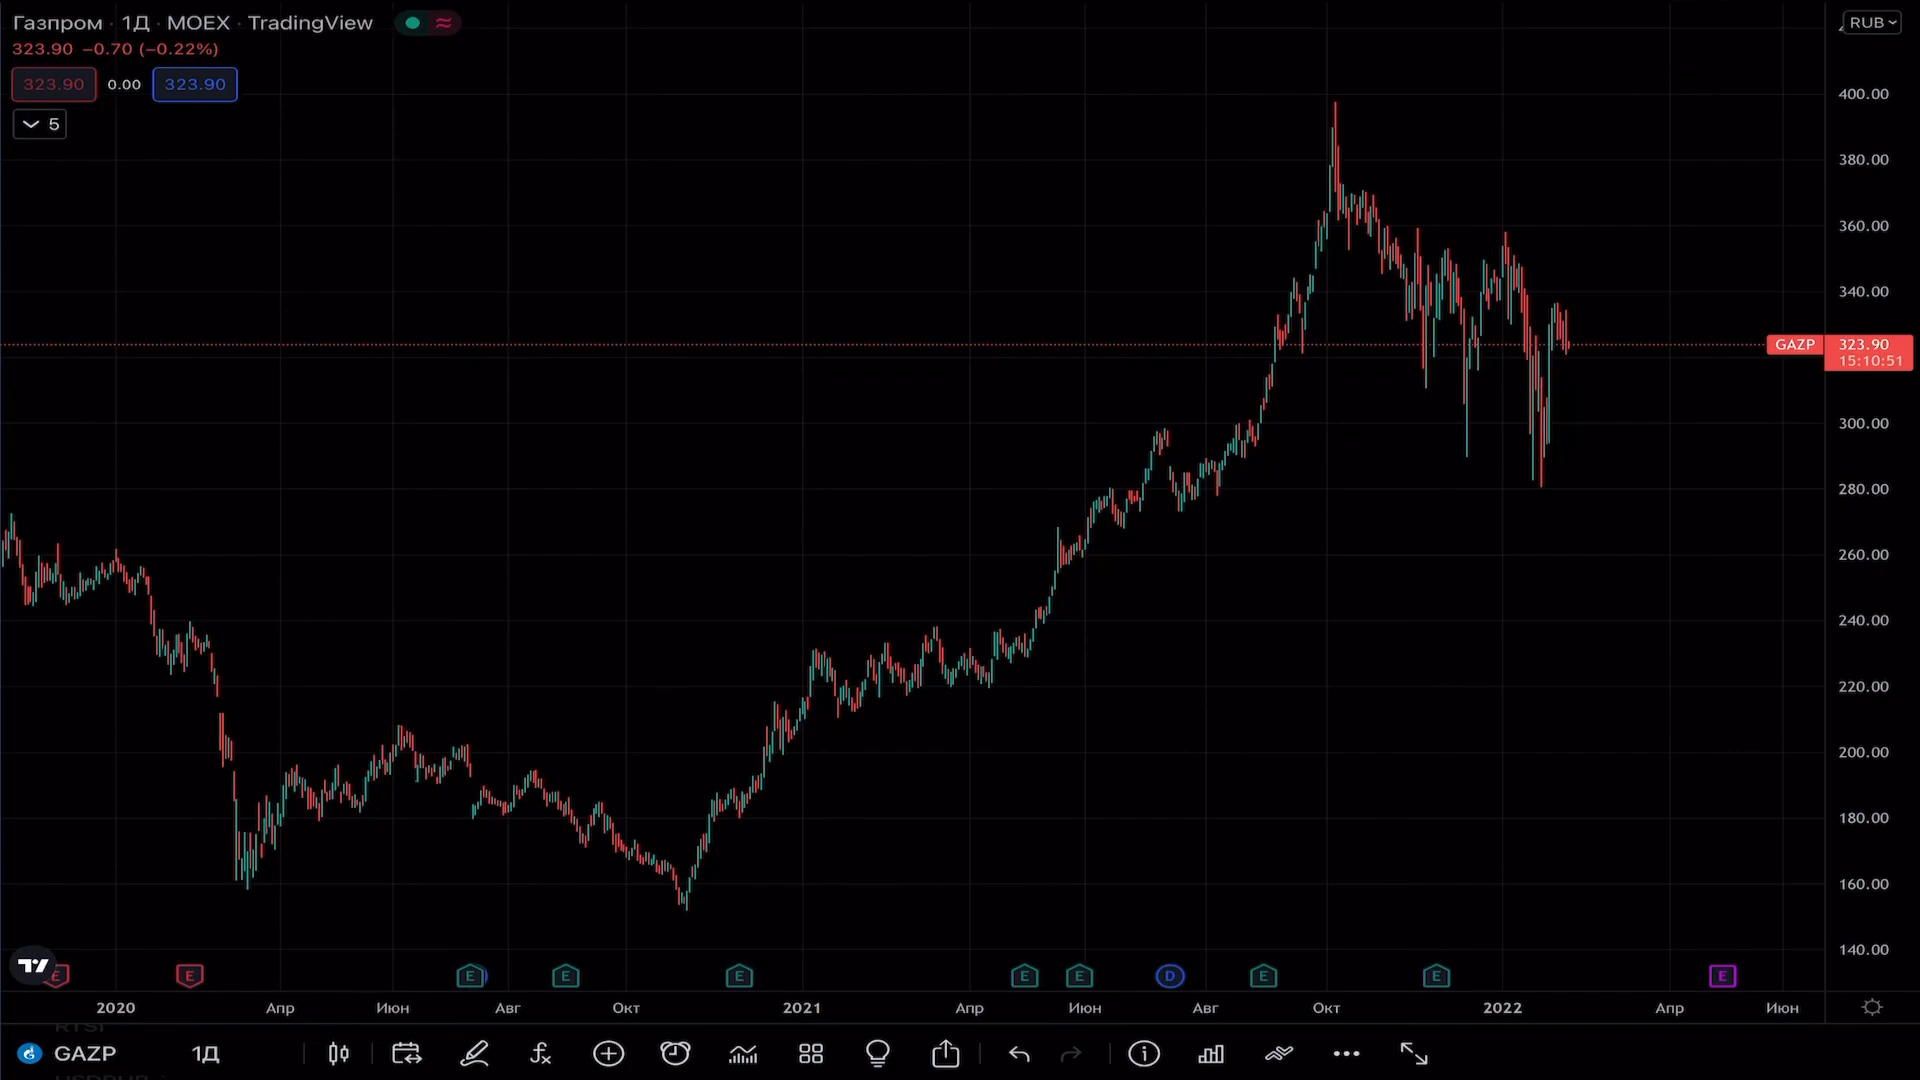 Газпром · 1Д · MOEX · TradingView
RUB
323.90 −0.70 (−0.22%)
323.90 0.00 323.90
5
400.00
380.00
360.00
340.00
GAZP 323.90
15:10:51
300.00
280.00
260.00
240.00
220.00
200.00
180.00
160.00
140.00
E E E E E E E D E E E
2020 Апр Июн Авг Окт 2021 Апр Июн Авг Окт 2022 Апр Июн
GAZP 1Д